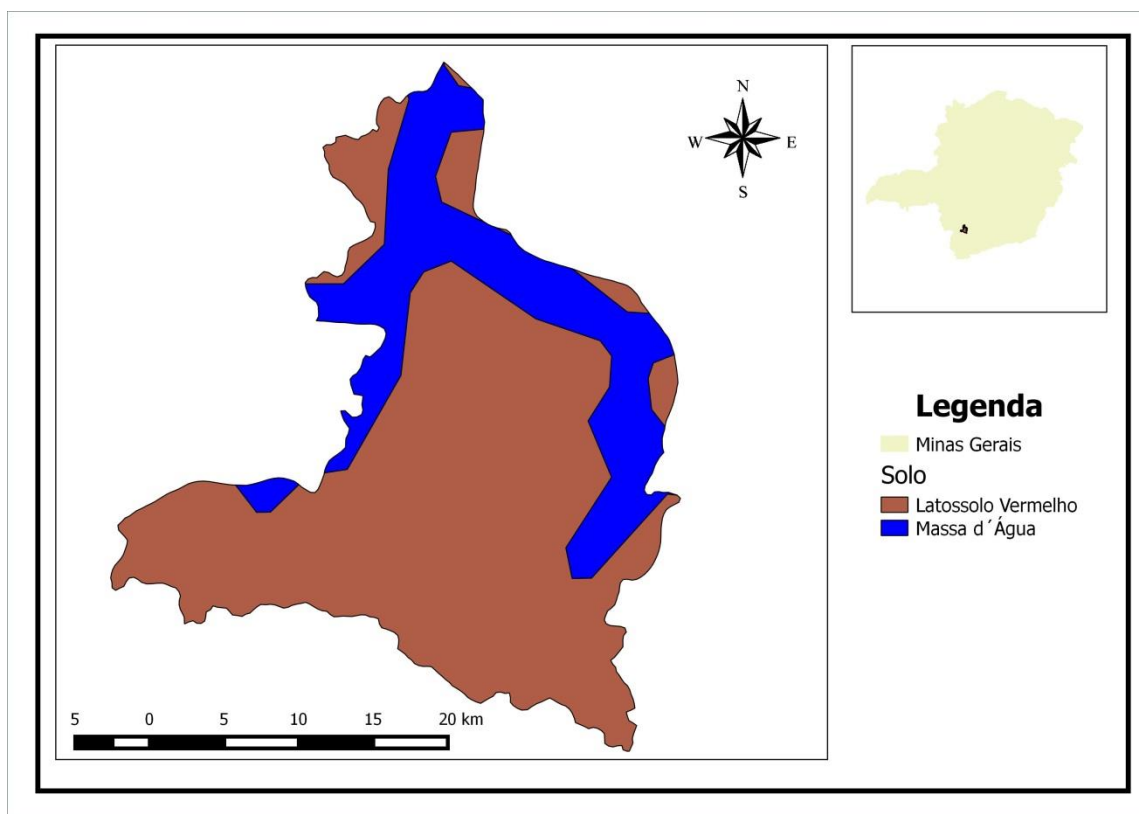 N
W E
S
Legenda
Minas Gerais
Solo
Latossolo Vermelho
Massa d´Água
5 0 5 10 15 20 km